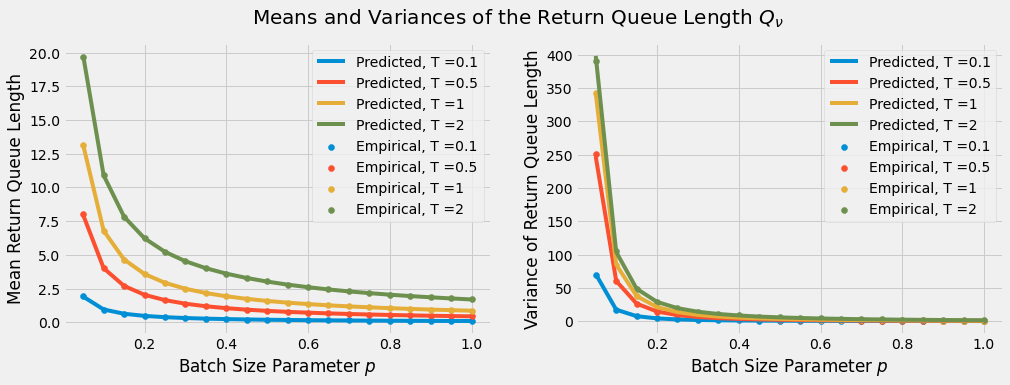 Means and Variances of the Return Queue Length Qν
Mean Return Queue Length
20.0
17.5
15.0
12.5
10.0
7.5
5.0
2.5
0.0
0.2
0.4
0.6
0.8
1.0
Batch Size Parameter p
Predicted, T =0.1
Predicted, T =0.5
Predicted, T =1
Predicted, T =2
Empirical, T =0.1
Empirical, T =0.5
Empirical, T =1
Empirical, T =2
Variance of Return Queue Length
400
350
300
250
200
150
100
50
0
0.2
0.4
0.6
0.8
1.0
Batch Size Parameter p
Predicted, T =0.1
Predicted, T =0.5
Predicted, T =1
Predicted, T =2
Empirical, T =0.1
Empirical, T =0.5
Empirical, T =1
Empirical, T =2